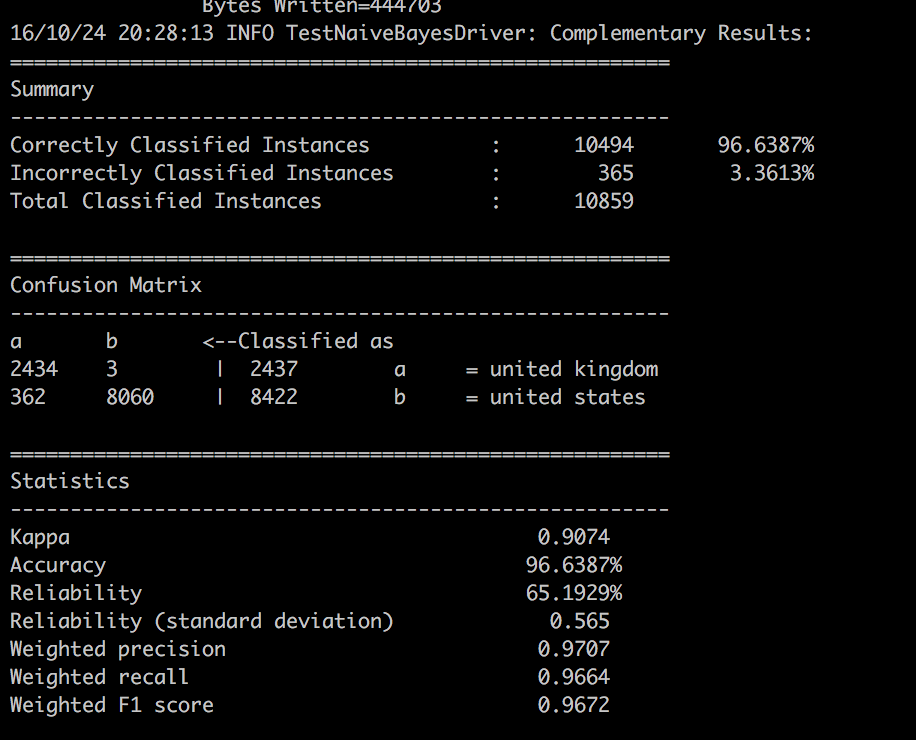 Bytes Written=444703
16/10/24 20:28:13 INFO TestNaiveBayesDriver: Complementary Results:
=======================================================
Summary
-------------------------------------------------------
Correctly Classified Instances          :      10494       96.6387%
Incorrectly Classified Instances        :        365        3.3613%
Total Classified Instances              :      10859
=======================================================
Confusion Matrix
-------------------------------------------------------
a       b       <--Classified as
2434    3        |  2437        a     = united kingdom
362     8060     |  8422        b     = united states
=======================================================
Statistics
-------------------------------------------------------
Kappa                                       0.9074
Accuracy                                   96.6387%
Reliability                                65.1929%
Reliability (standard deviation)             0.565
Weighted precision                          0.9707
Weighted recall                             0.9664
Weighted F1 score                           0.9672